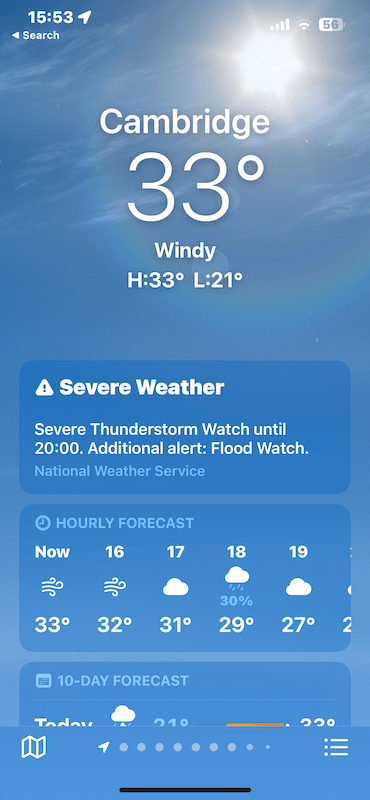 15:53
56
◀ Search
Cambridge
33°
Windy
H:33° L:21°
Severe Weather
Severe Thunderstorm Watch until
20:00. Additional alert: Flood Watch.
National Weather Service
HOURLY FORECAST
Now 16 17 18 19
30%
33° 32° 31° 29° 27° 2
10-DAY FORECAST
Today 21° 33°